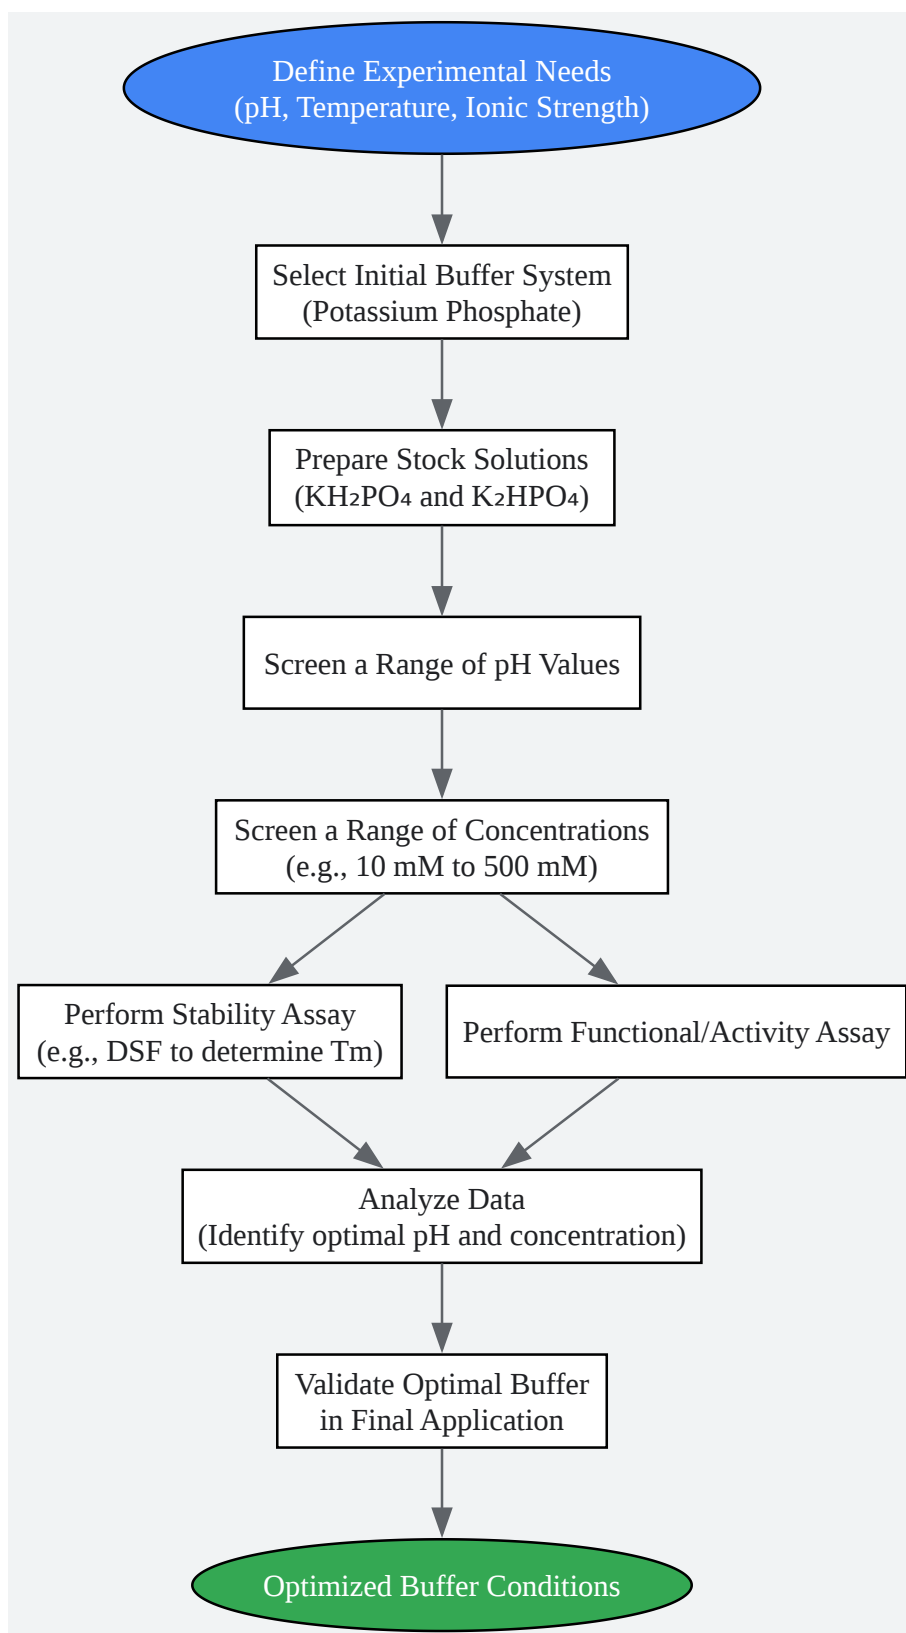 Define Experimental Needs
(pH, Temperature, Ionic Strength)
Select Initial Buffer System
(Potassium Phosphate)
Prepare Stock Solutions
(KH₂PO₄ and K₂HPO₄)
Screen a Range of pH Values
Screen a Range of Concentrations
(e.g., 10 mM to 500 mM)
Perform Stability Assay
(e.g., DSF to determine Tm)
Perform Functional/Activity Assay
Analyze Data
(Identify optimal pH and concentration)
Validate Optimal Buffer
in Final Application
Optimized Buffer Conditions